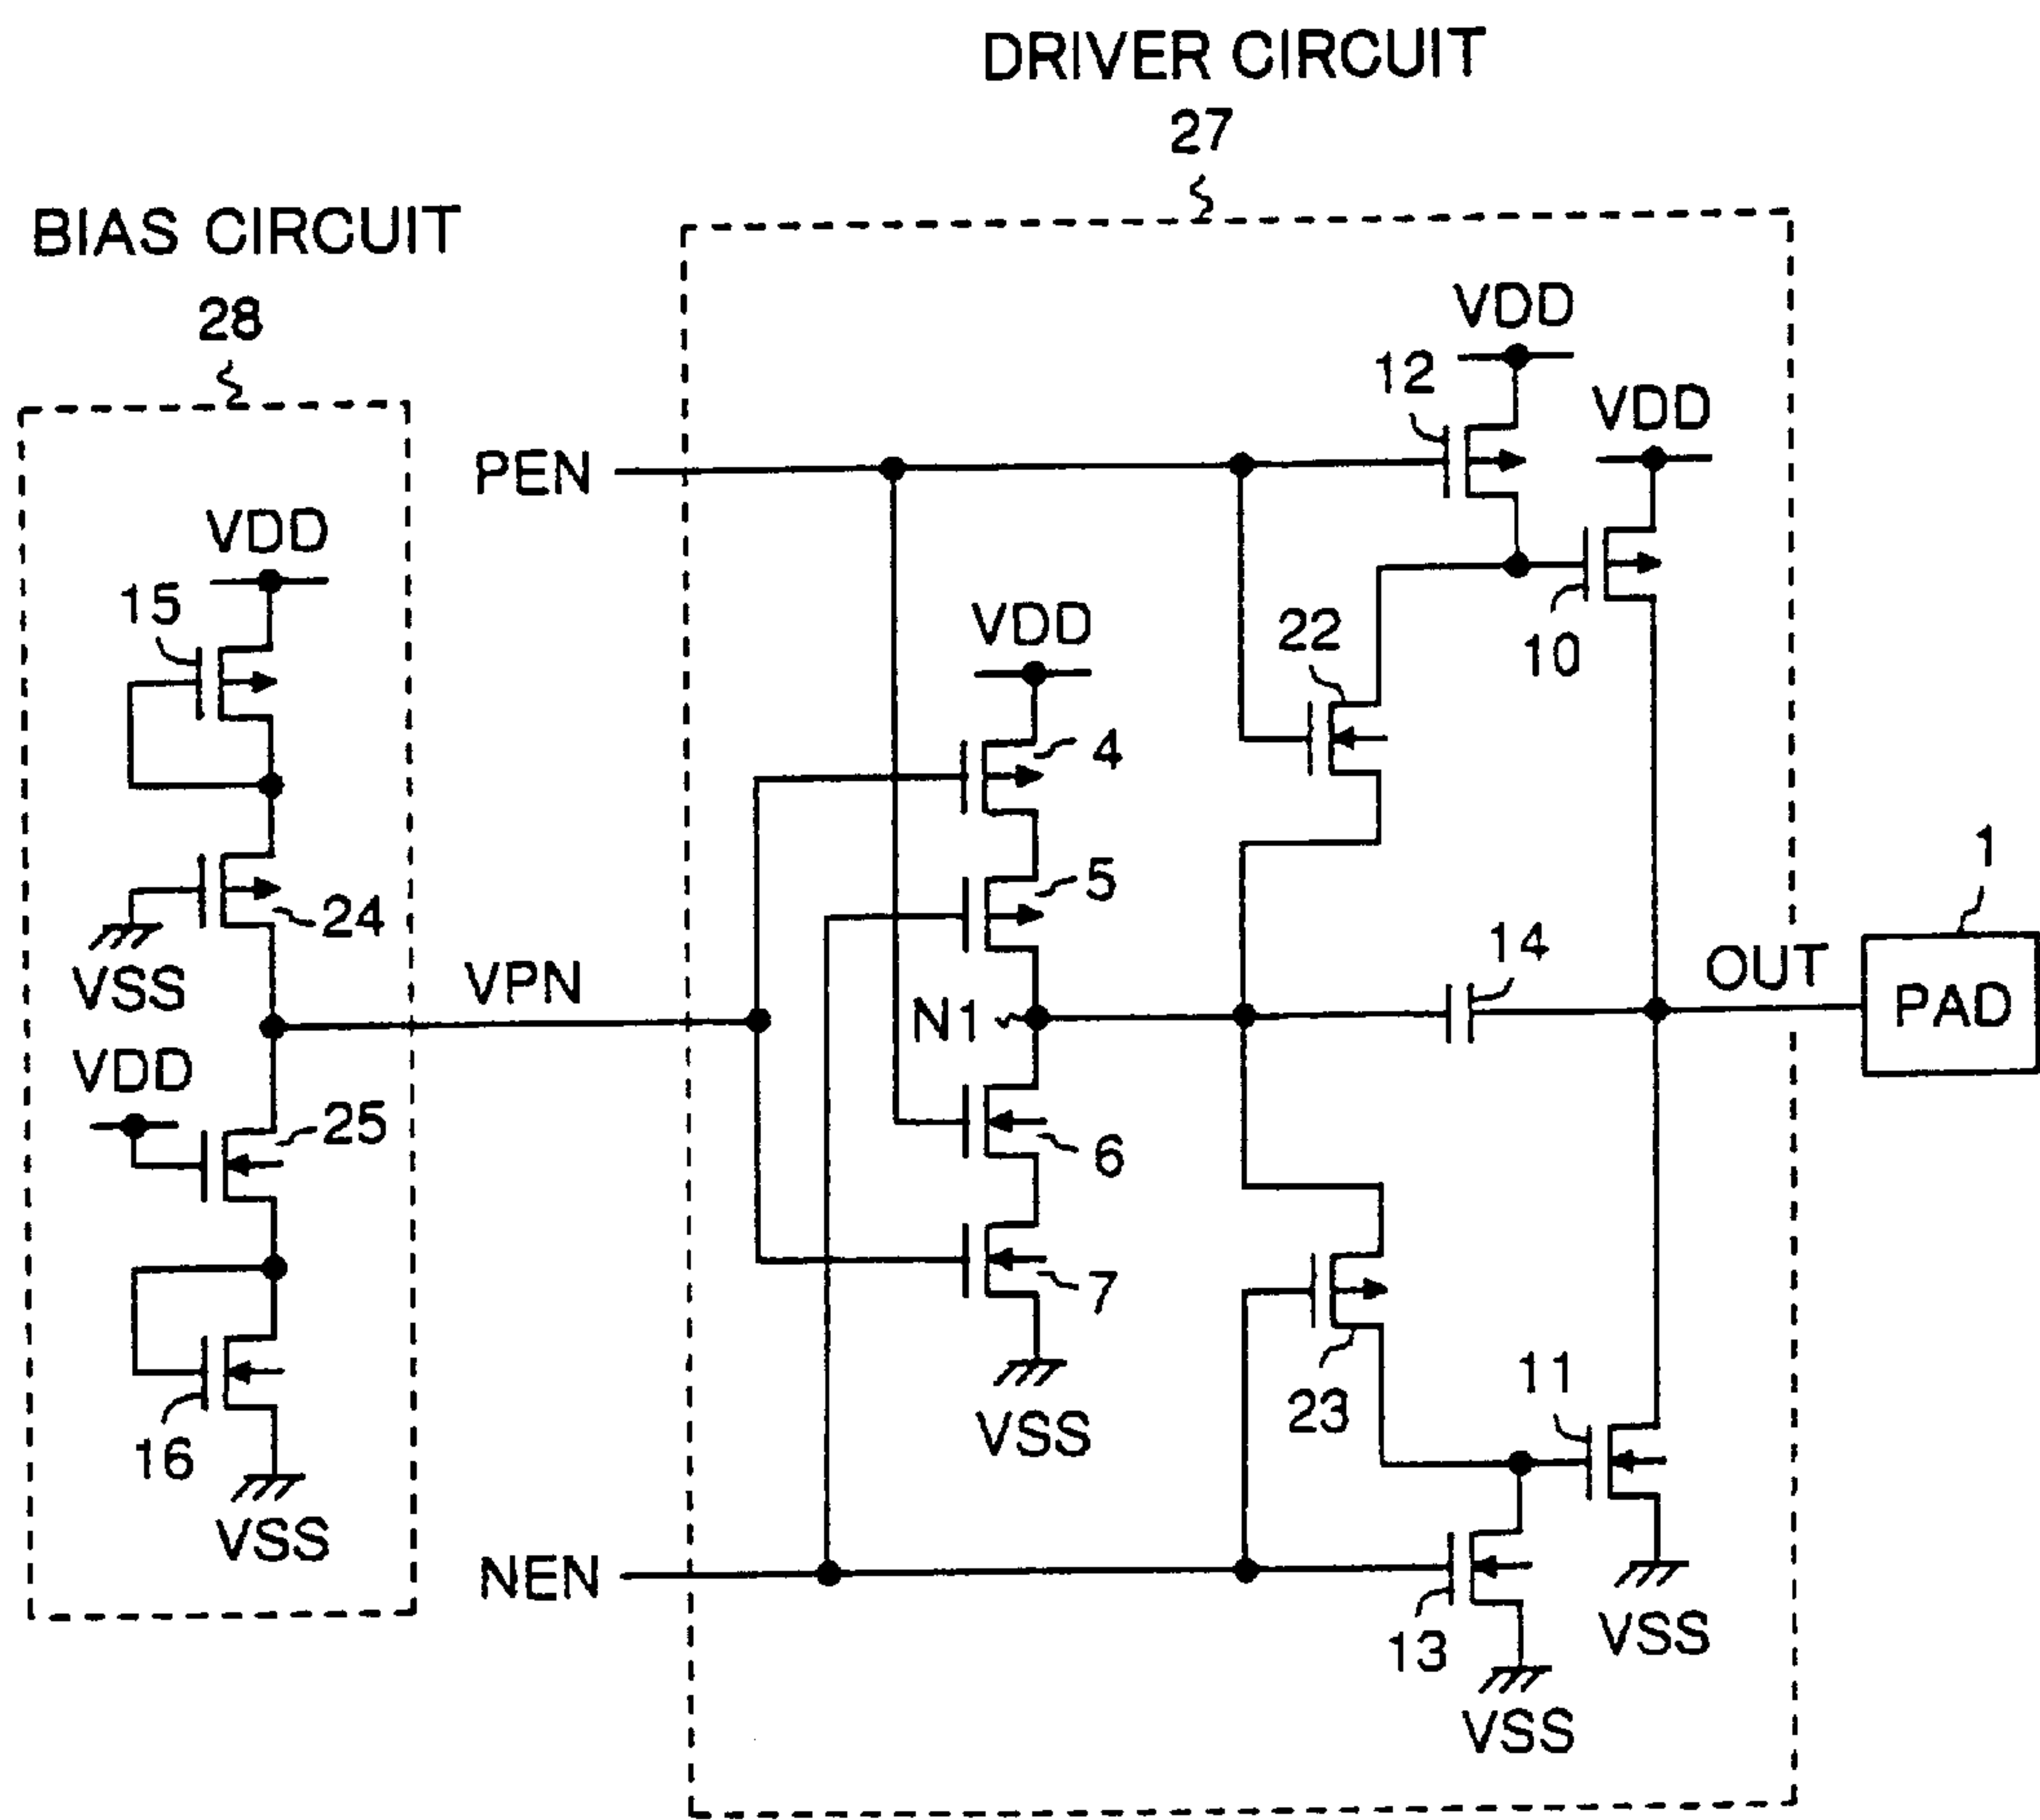 DRIVER CIRCUIT
27
BIAS CIRCUIT
28
VDD
12
VDD
PEN
VDD
15
10
22
VDD
4
5
1
24
VSS
VPN
N1
14
OUT
PAD
VDD
25
6
7
23
11
VSS
16
VSS
NEN
13
VSS
VSS